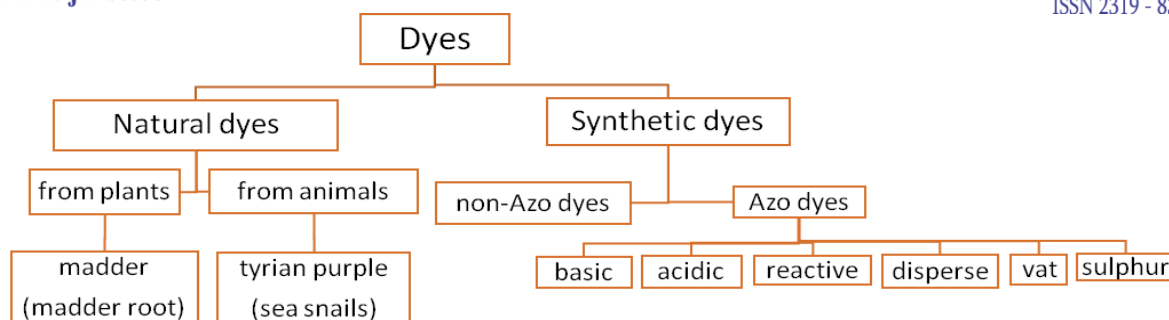 ISSN 2319 - 
Dyes
Natural dyes
Synthetic dyes
from plants
from animals
non-Azo dyes
Azo dyes
madder
(madder root)
tyrian purple
(sea snails)
basic
acidic
reactive
disperse
vat
sulphur